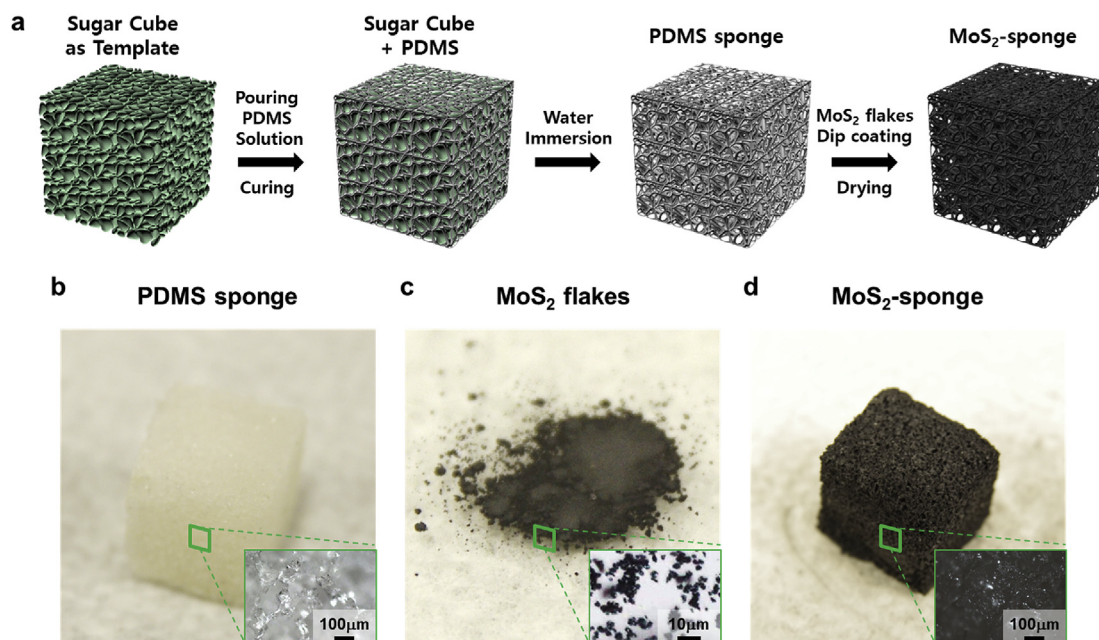 a
Sugar Cube
as Template
Pouring
PDMS
Solution
Curing
Sugar Cube
+ PDMS
Water
Immersion
PDMS sponge
MoS₂ flakes
Dip coating
Drying
MoS₂-sponge
b
PDMS sponge
100μm
c
MoS₂ flakes
10μm
d
MoS₂-sponge
100μm